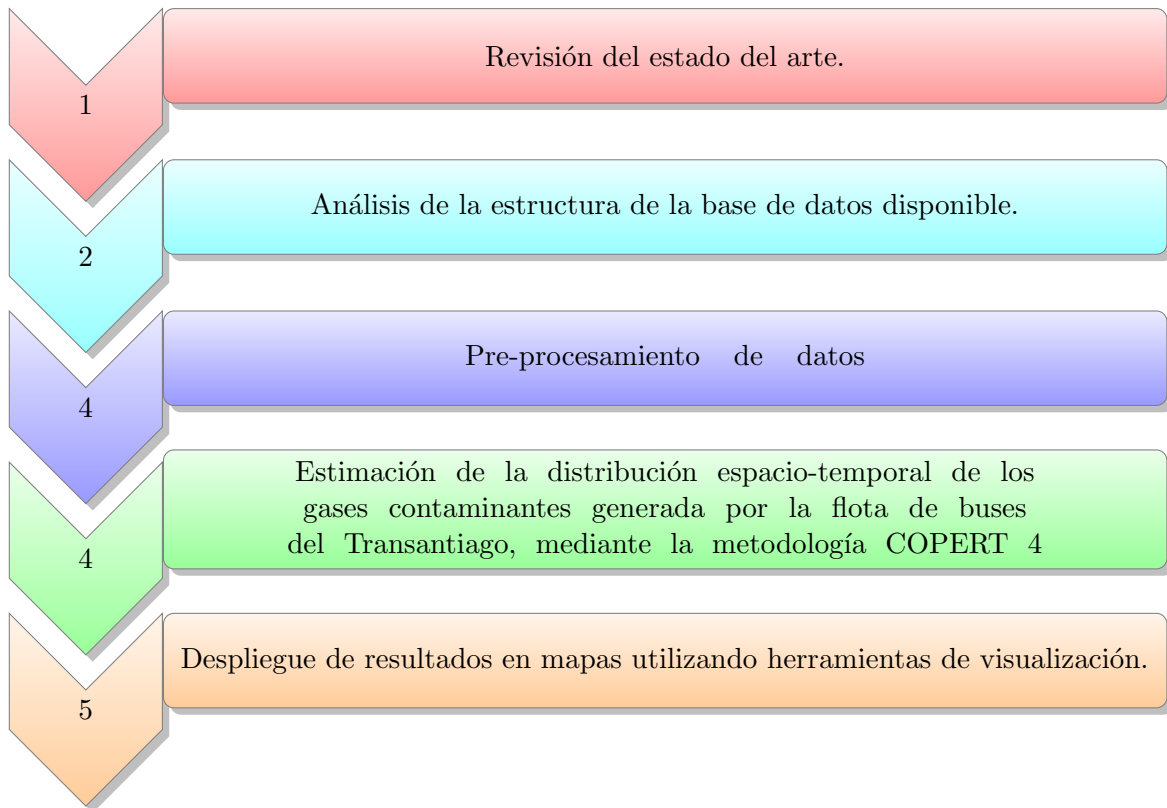 1
Revisión del estado del arte.
2
Análisis de la estructura de la base de datos disponible.
4
Pre-procesamiento de datos
4
Estimación de la distribución espacio-temporal de los
gases contaminantes generada por la flota de buses
del Transantiago, mediante la metodología COPERT 4
5
Despliegue de resultados en mapas utilizando herramientas de visualización.